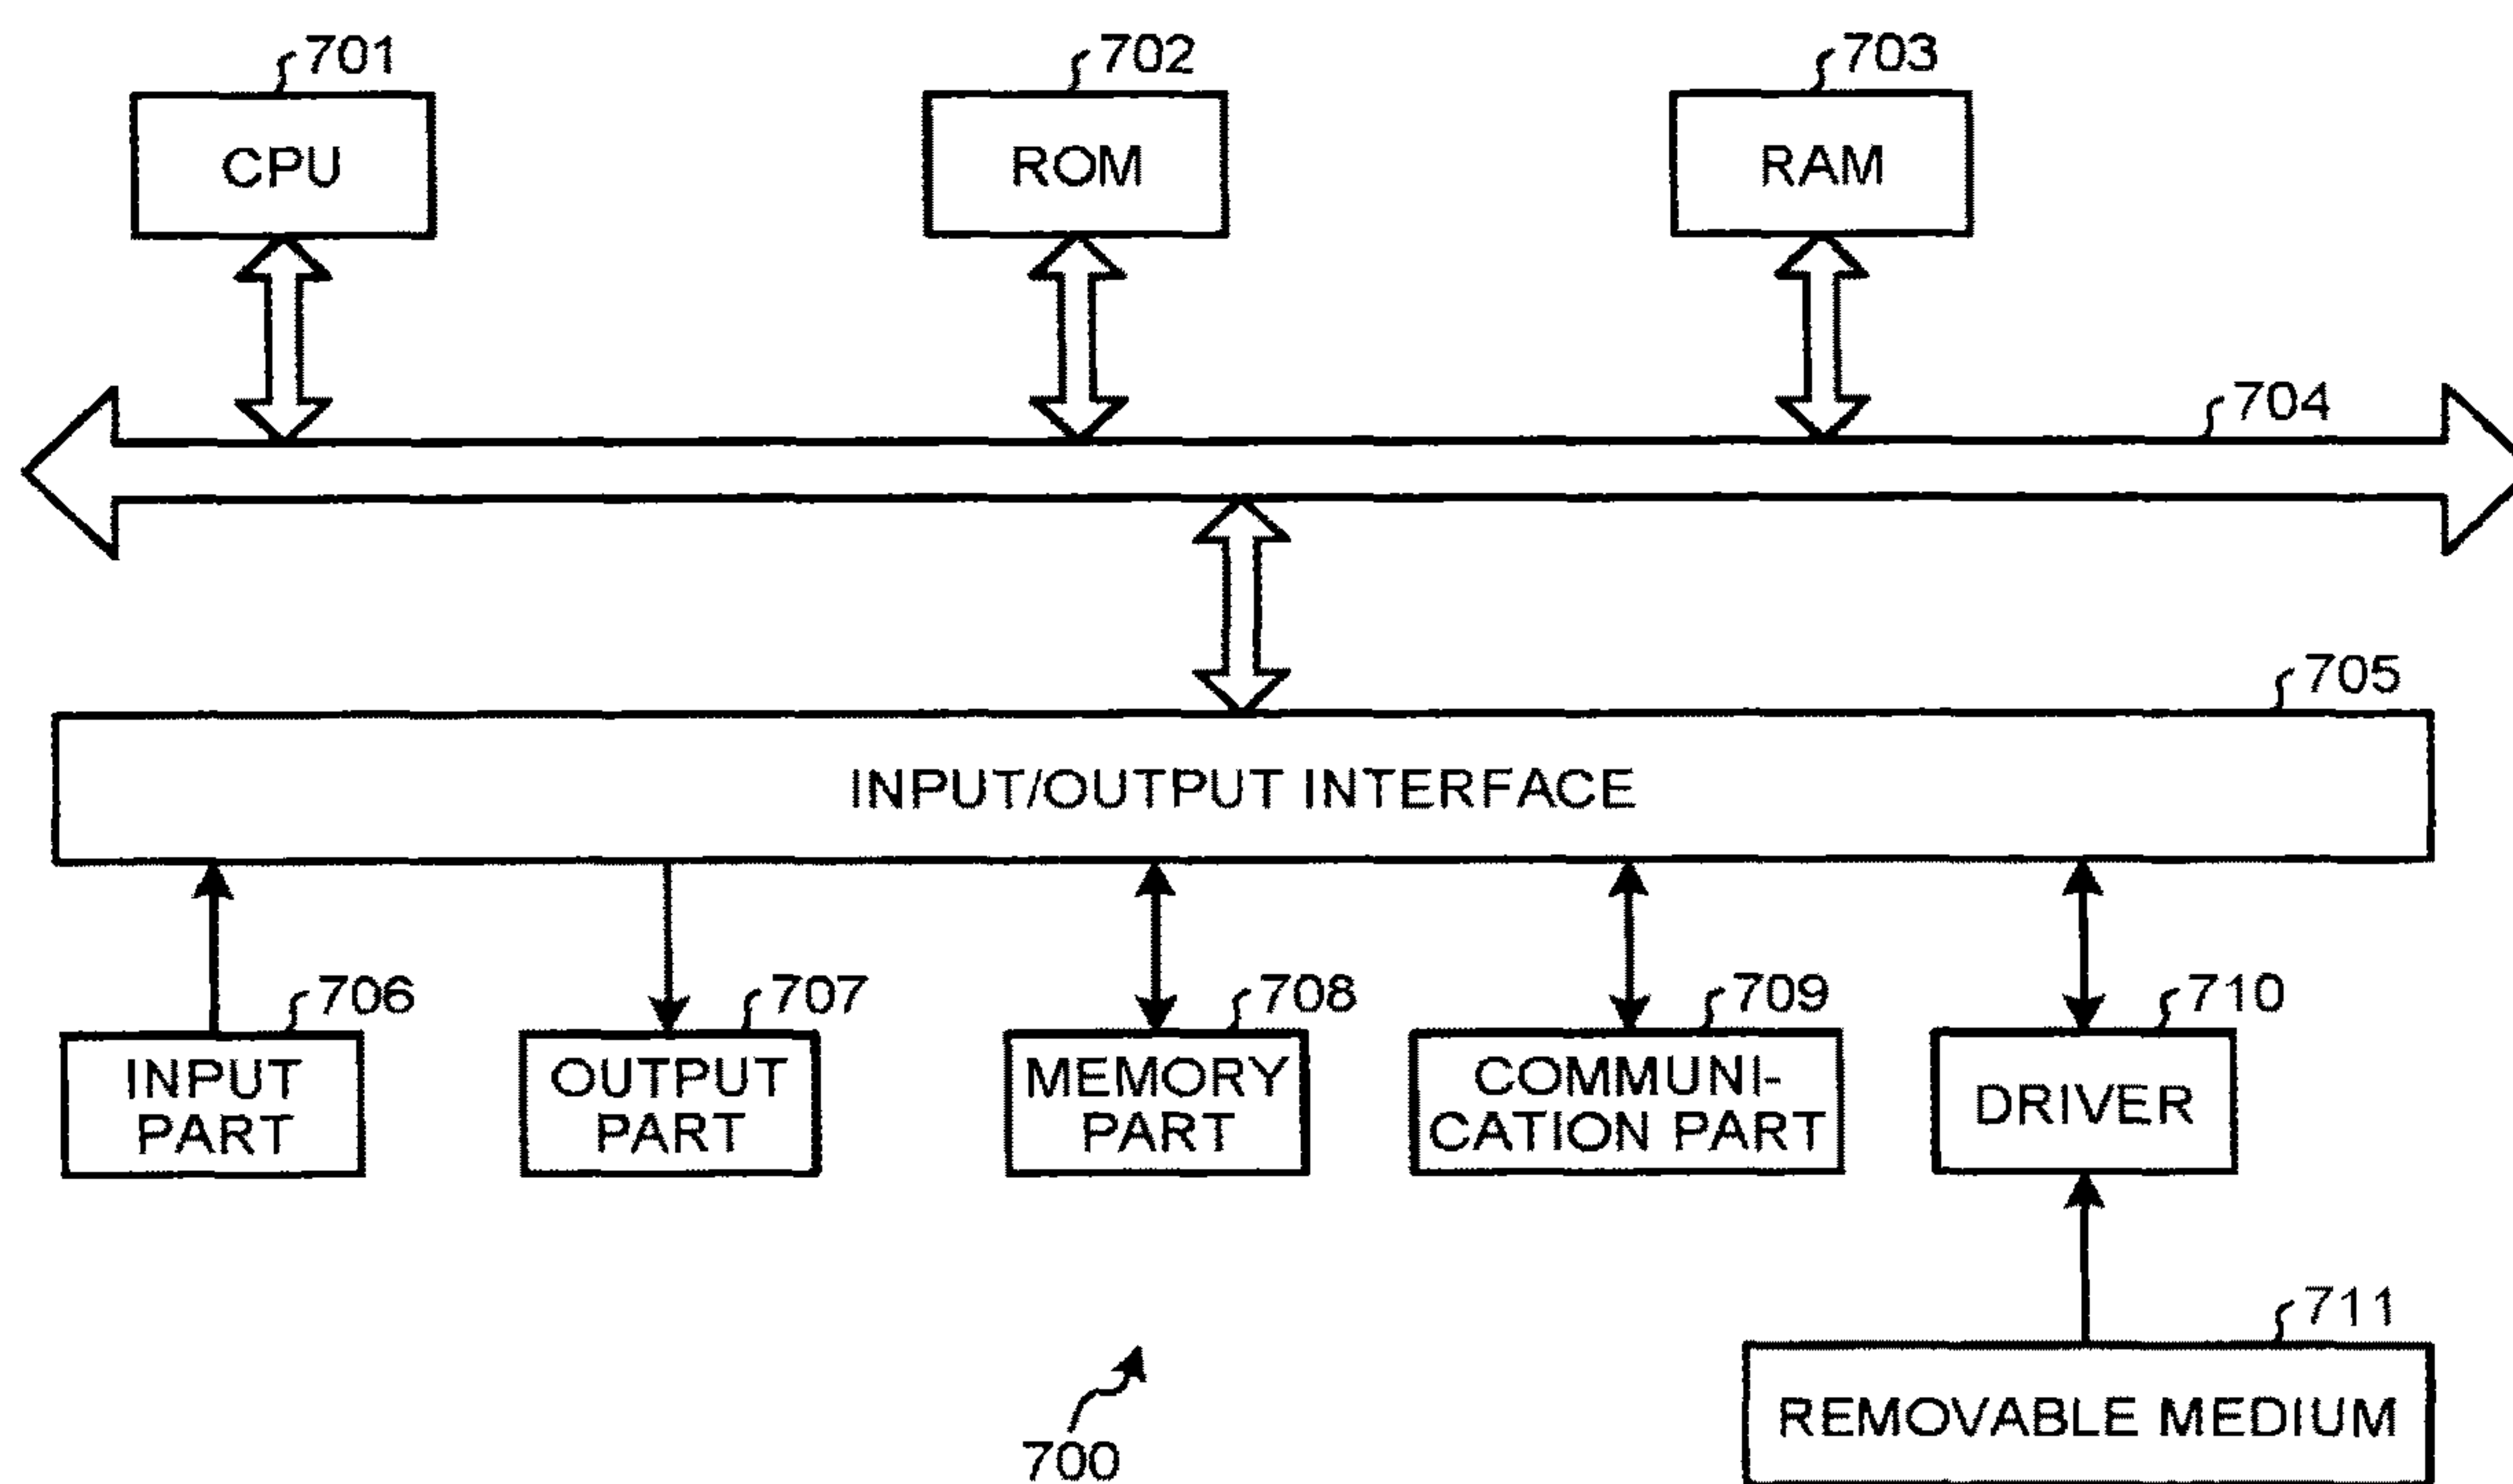 701
702
703
CPU
ROM
RAM
704
705
INPUT/OUTPUT INTERFACE
706
707
708
709
710
INPUT
PART
OUTPUT
PART
MEMORY
PART
COMMUNI-
CATION PART
DRIVER
711
REMOVABLE MEDIUM
700